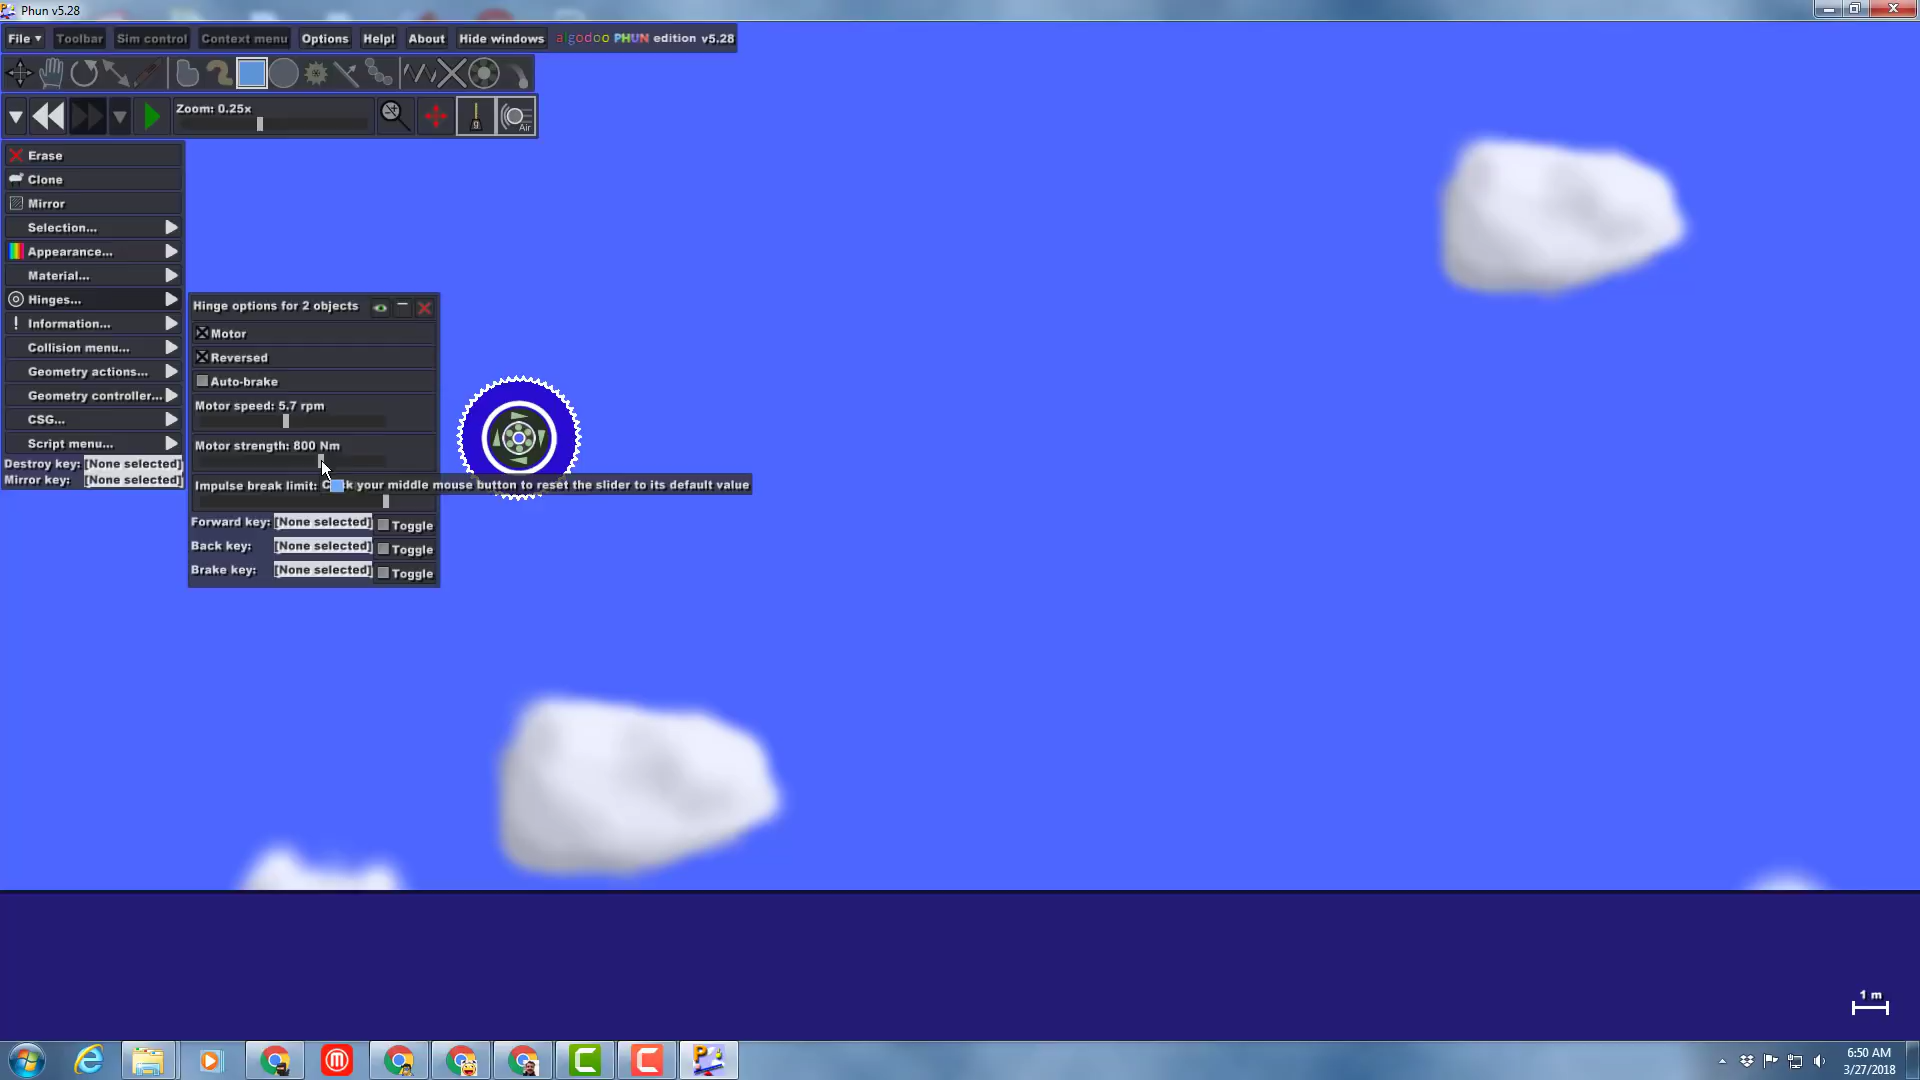 Phun v5.28
File Toolbar Sim control Context menu Options Help! About Hide windows algodoo PHUN edition v5.28
Zoom: 0.25x
Air
Erase
Clone
Mirror
Selection...
Appearance...
Material...
Hinges...
Information...
Collision menu...
Geometry actions...
Geometry controller...
CSG...
Script menu...
Destroy key: [None selected]
Mirror key: [None selected]
Hinge options for 2 objects
Motor
Reversed
Auto-brake
Motor speed: 5.7 rpm
Motor strength: 800 Nm
Impulse break limit:
your middle mouse button to reset the slider to its default value
Forward key: [None selected] Toggle
Back key: [None selected] Toggle
Brake key: [None selected] Toggle
1 m
6:50 AM
3/27/2018